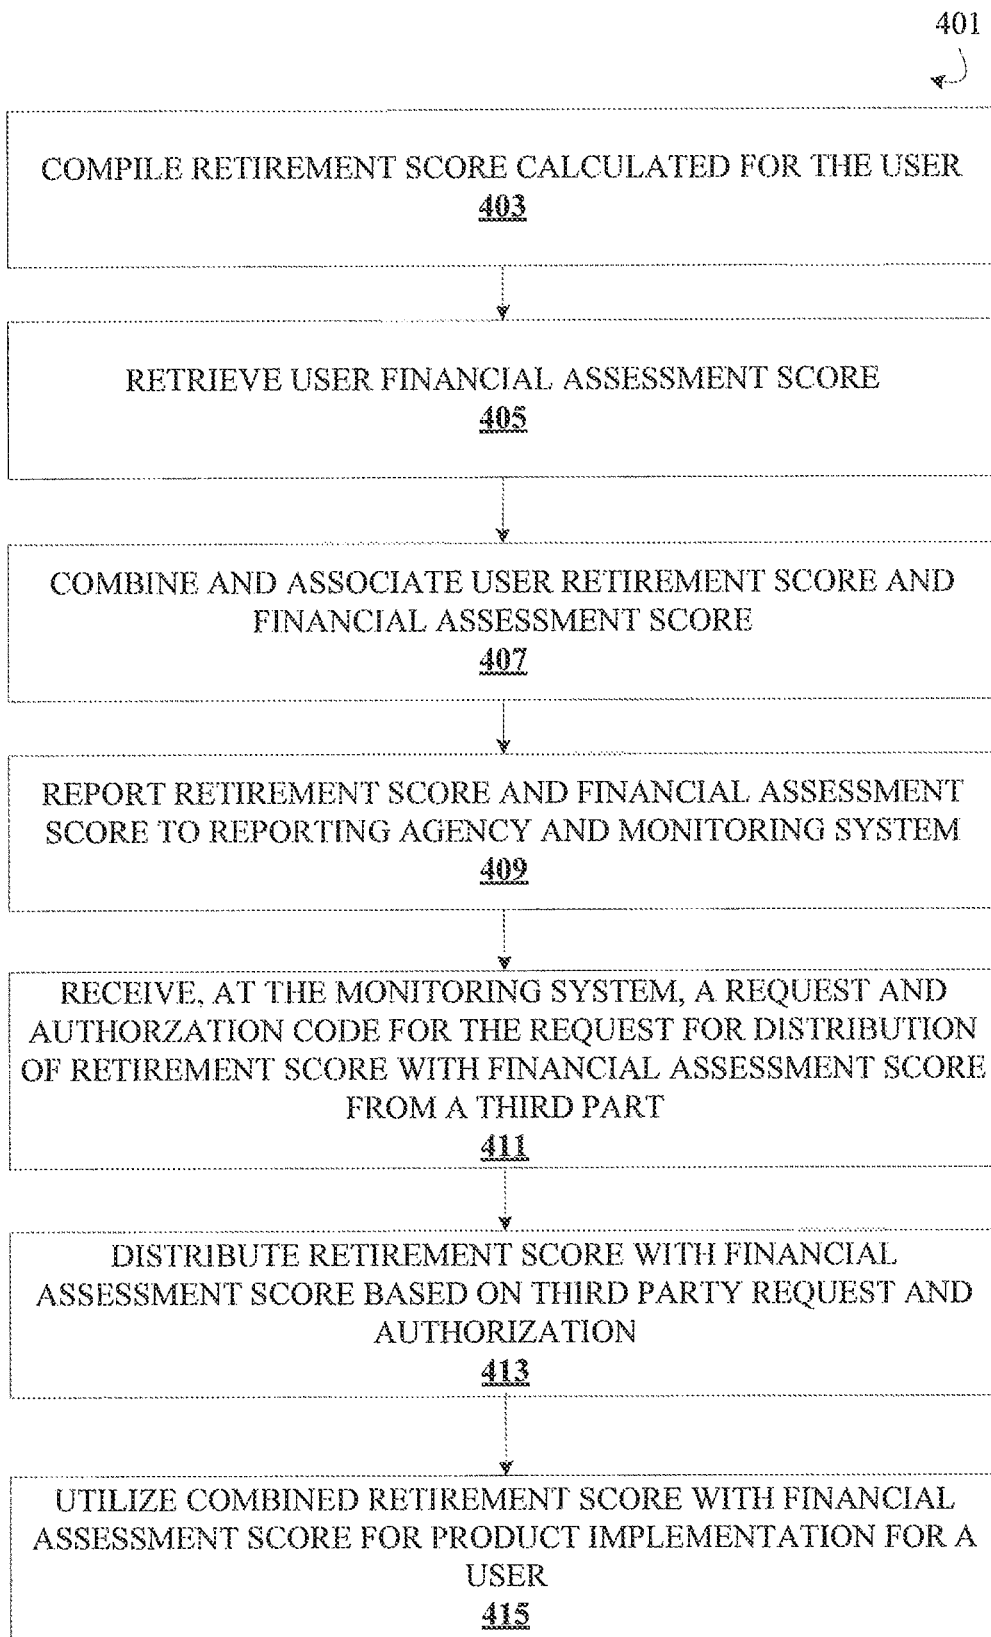 401
COMPILE RETIREMENT SCORE CALCULATED FOR THE USER
403
RETRIEVE USER FINANCIAL ASSESSMENT SCORE
405
COMBINE AND ASSOCIATE USER RETIREMENT SCORE AND
FINANCIAL ASSESSMENT SCORE
407
REPORT RETIREMENT SCORE AND FINANCIAL ASSESSMENT
SCORE TO REPORTING AGENCY AND MONITORING SYSTEM
409
RECEIVE, AT THE MONITORING SYSTEM, A REQUEST AND
AUTHORZATION CODE FOR THE REQUEST FOR DISTRIBUTION
OF RETIREMENT SCORE WITH FINANCIAL ASSESSMENT SCORE
FROM A THIRD PART
411
DISTRIBUTE RETIREMENT SCORE WITH FINANCIAL
ASSESSMENT SCORE BASED ON THIRD PARTY REQUEST AND
AUTHORIZATION
413
UTILIZE COMBINED RETIREMENT SCORE WITH FINANCIAL
ASSESSMENT SCORE FOR PRODUCT IMPLEMENTATION FOR A
USER
415